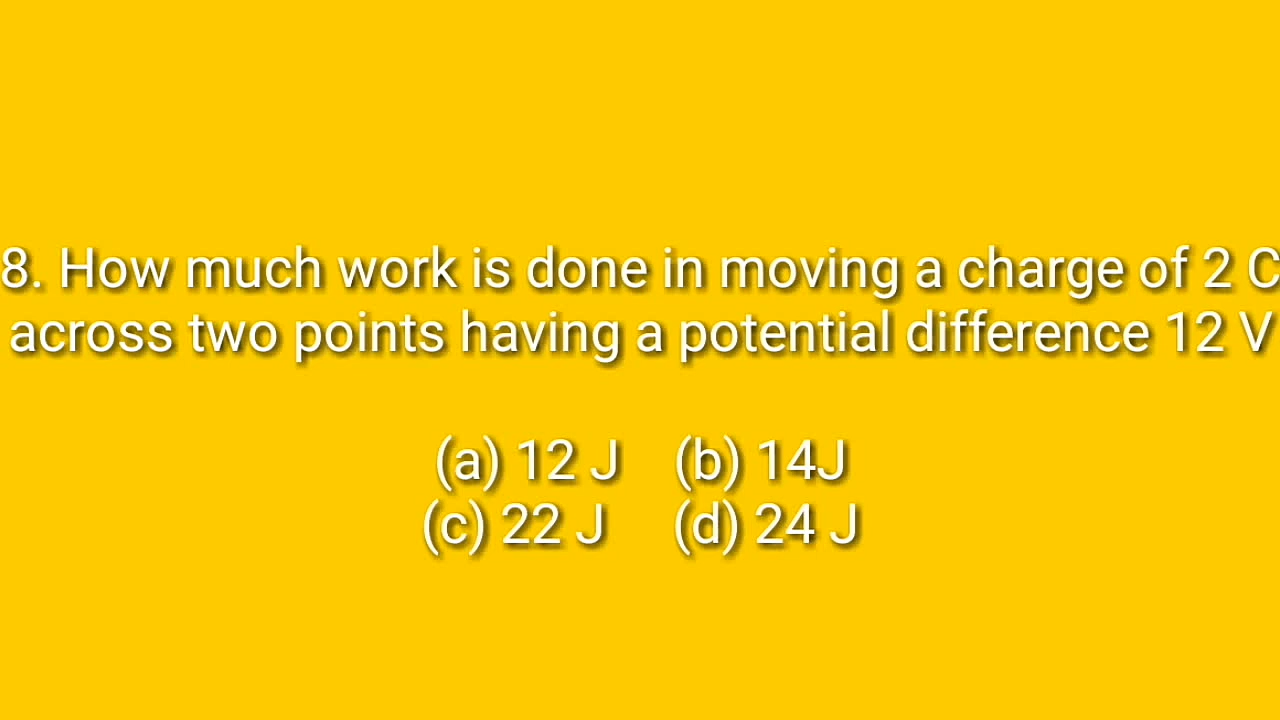 8. How much work is done in moving a charge of 2 C
across two points having a potential difference 12 V
(a) 12 J (b) 14J
(c) 22 J (d) 24 J